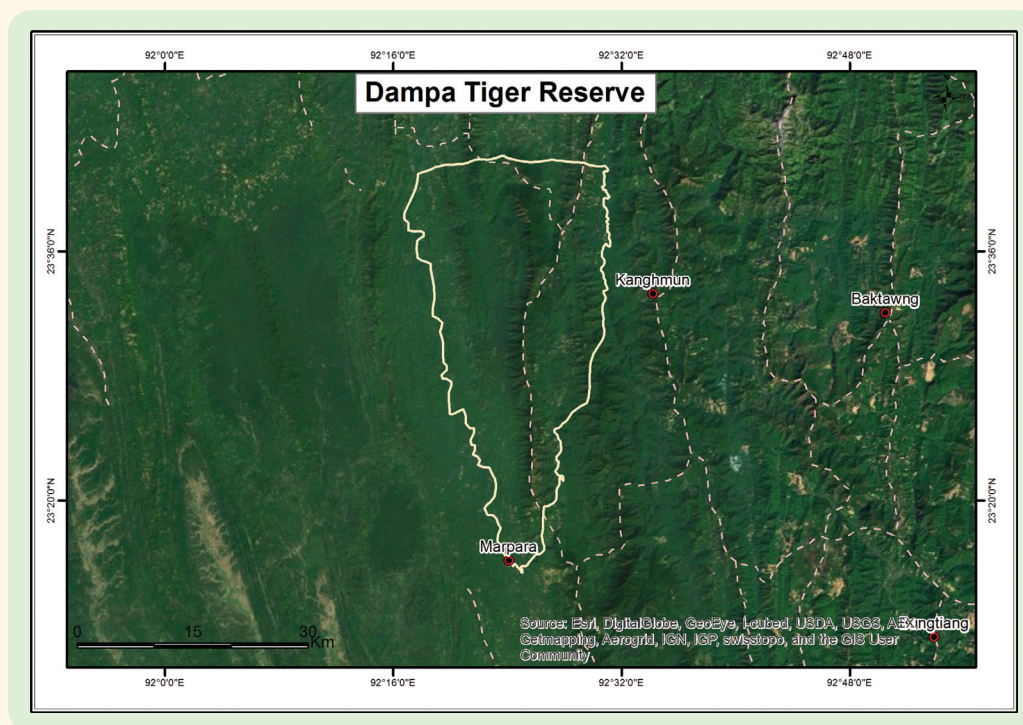 92°0'0"E
92°16'0"E
92°32'0"E
92°48'0"E
Dampa Tiger Reserve
23°36'0"N
23°36'0"N
Kanghmun
Baktawng
23°20'0"N
23°20'0"N
Marpara
0 15 30
Km
Source: Esri, DigitalGlobe, GeoEye, i-cubed, USDA, USGS,
Xingtiang
Getmapping, Aerogrid, IGN, IGP, swisstopo, and the GIS User
Community
92°0'0"E
92°16'0"E
92°32'0"E
92°48'0"E